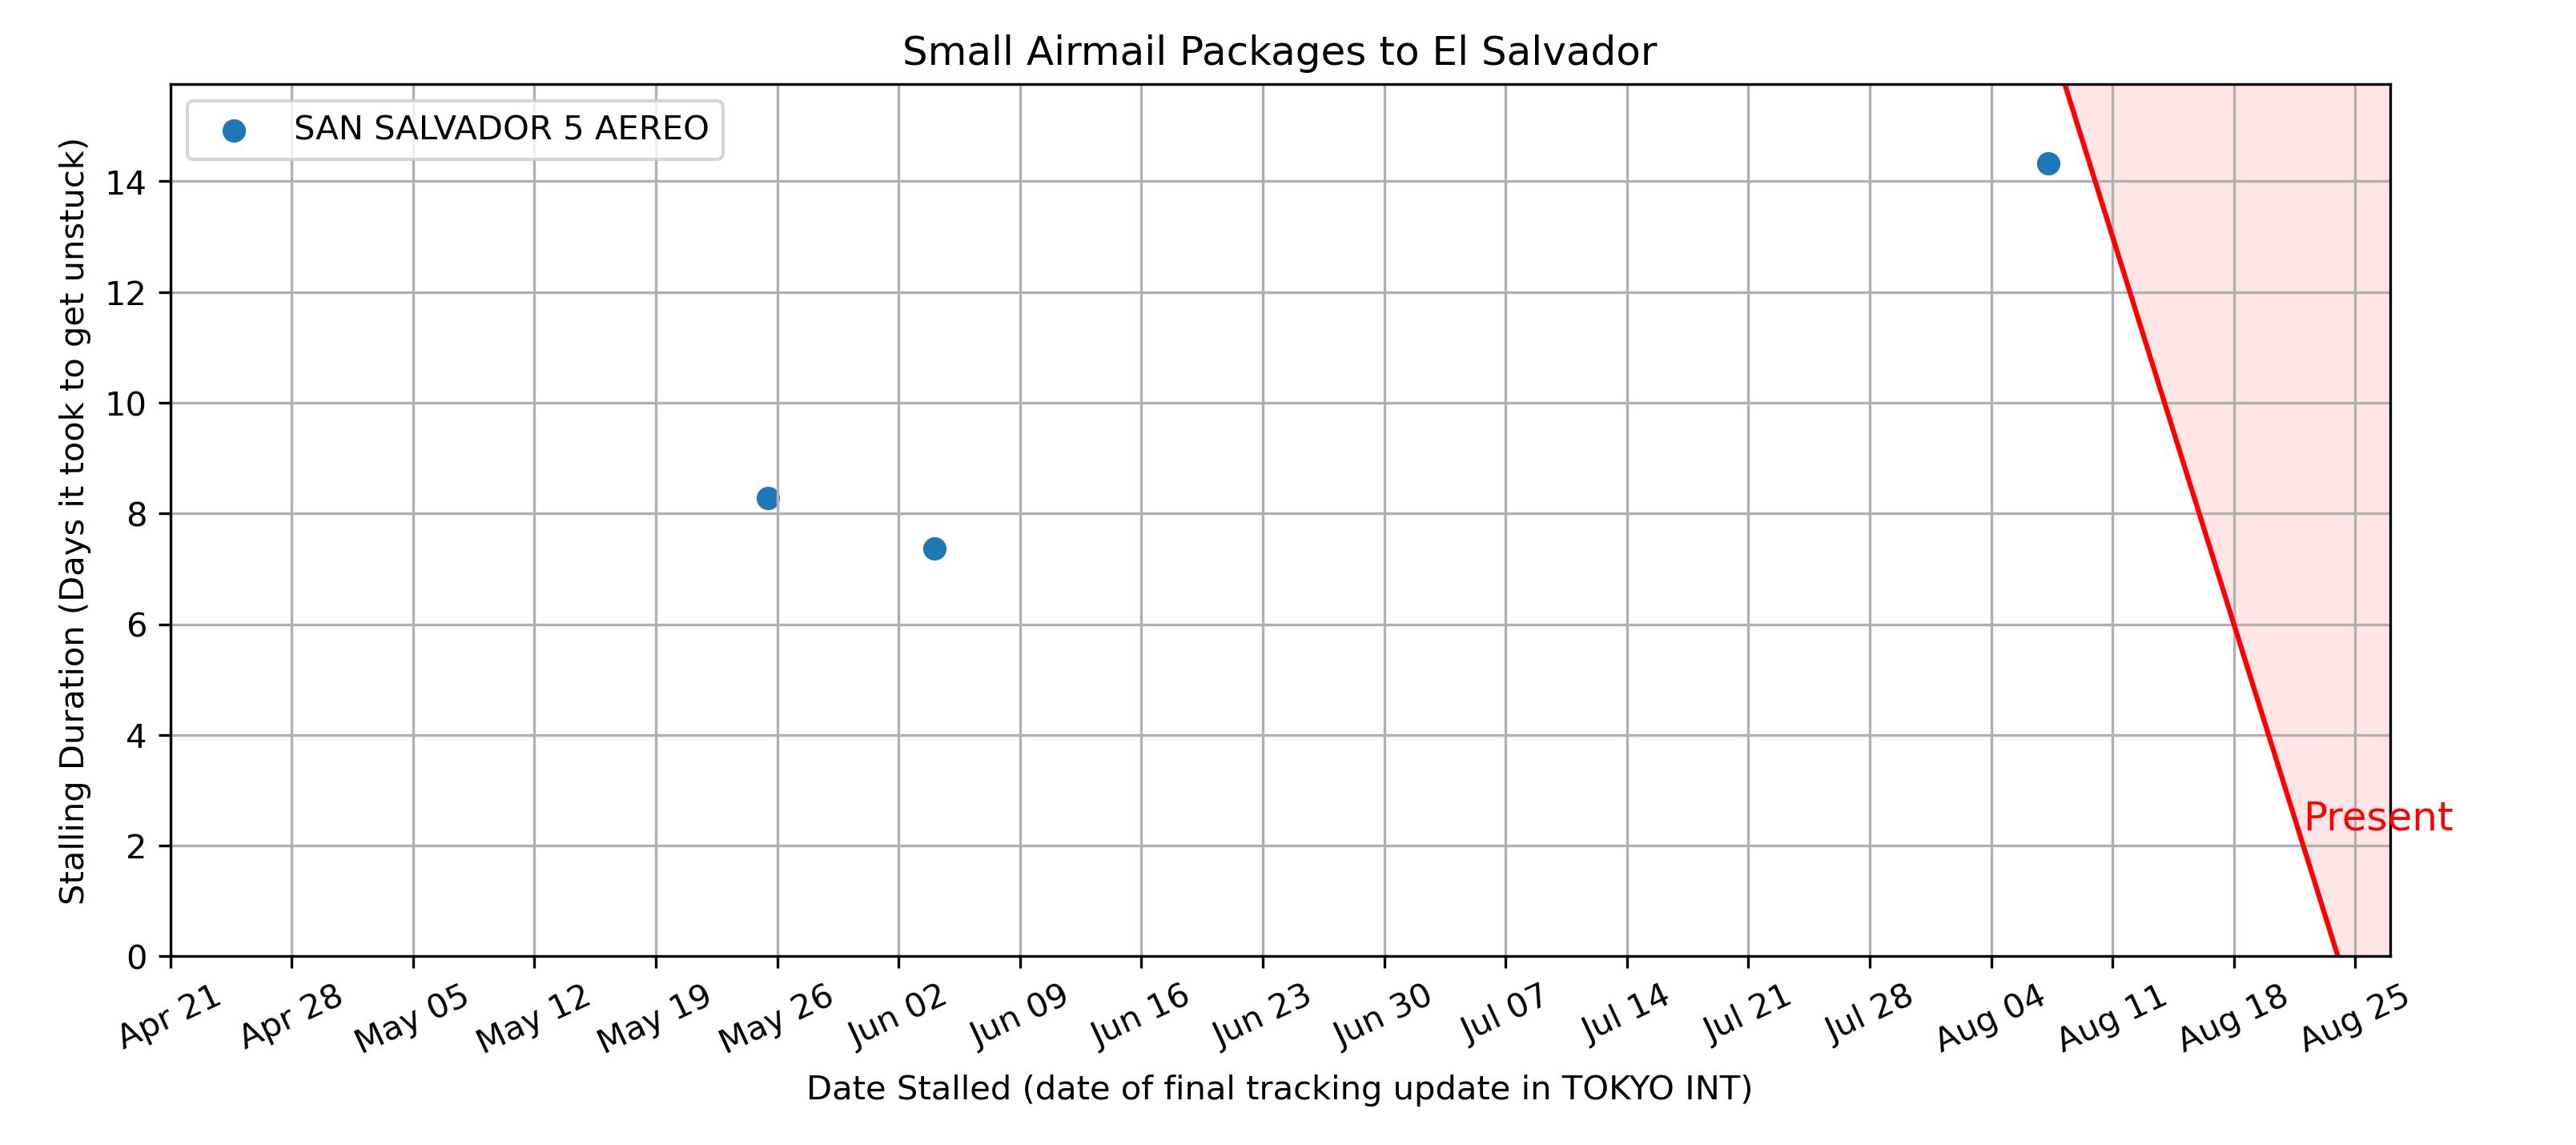 Small Airmail Packages to El Salvador
SAN SALVADOR 5 AEREO
Stalling Duration (Days it took to get unstuck)
14
12
10
8
6
4
2
0
Present
Apr 21
Apr 28
May 05
May 12
May 19
May 26
Jun 02
Jun 09
Jun 16
Jun 23
Jun 30
Jul 07
Jul 14
Jul 21
Jul 28
Aug 04
Aug 11
Aug 18
Aug 25
Date Stalled (date of final tracking update in TOKYO INT)